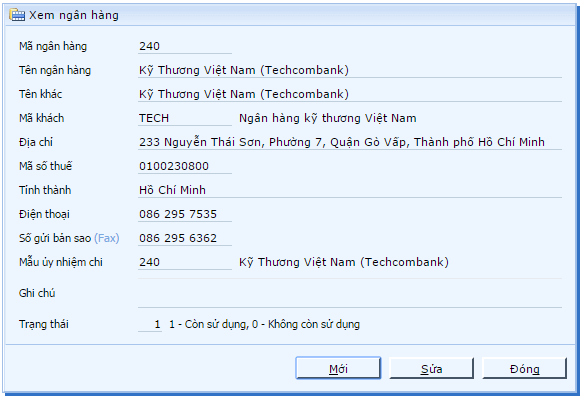 Xem ngân hàng
Mã ngân hàng 240
Tên ngân hàng Kỹ Thương Việt Nam (Techcombank)
Tên khác Kỹ Thương Việt Nam (Techcombank)
Mã khách TECH Ngân hàng kỹ thương Việt Nam
Địa chỉ 233 Nguyễn Thái Sơn, Phường 7, Quận Gò Vấp, Thành phố Hồ Chí Minh
Mã số thuế 0100230800
Tỉnh thành Hồ Chí Minh
Điện thoại 086 295 7535
Số gửi bản sao (Fax) 086 295 6362
Mẫu ủy nhiệm chi 240 Kỹ Thương Việt Nam (Techcombank)
Ghi chú
Trạng thái 1 1 - Còn sử dụng, 0 - Không còn sử dụng
Mới Sửa Đóng